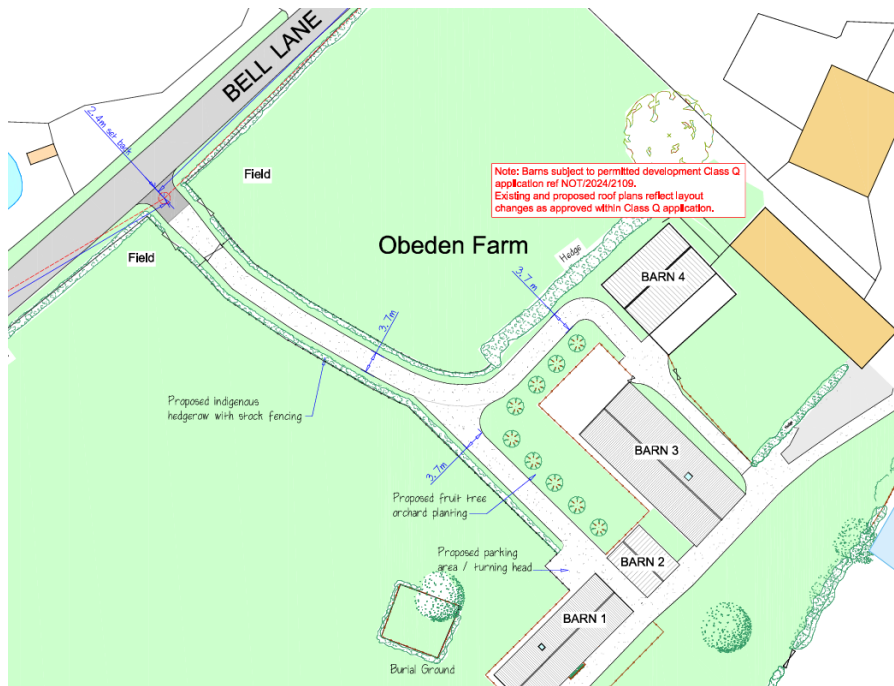 BELL LANE
2.4m set back
Field
Note: Barns subject to permitted development Class Q
application ref NOT/2024/2109.
Existing and proposed roof plans reflect layout
changes as approved within Class Q application.
Field
Obeden Farm
Hedge
BARN 4
3.7m
3.7m
Proposed indigenous
hedgerow with stock fencing
Hedge
BARN 3
3.7m
Proposed fruit tree
orchard planting
Proposed parking
area / turning head
BARN 2
BARN 1
Burial Ground